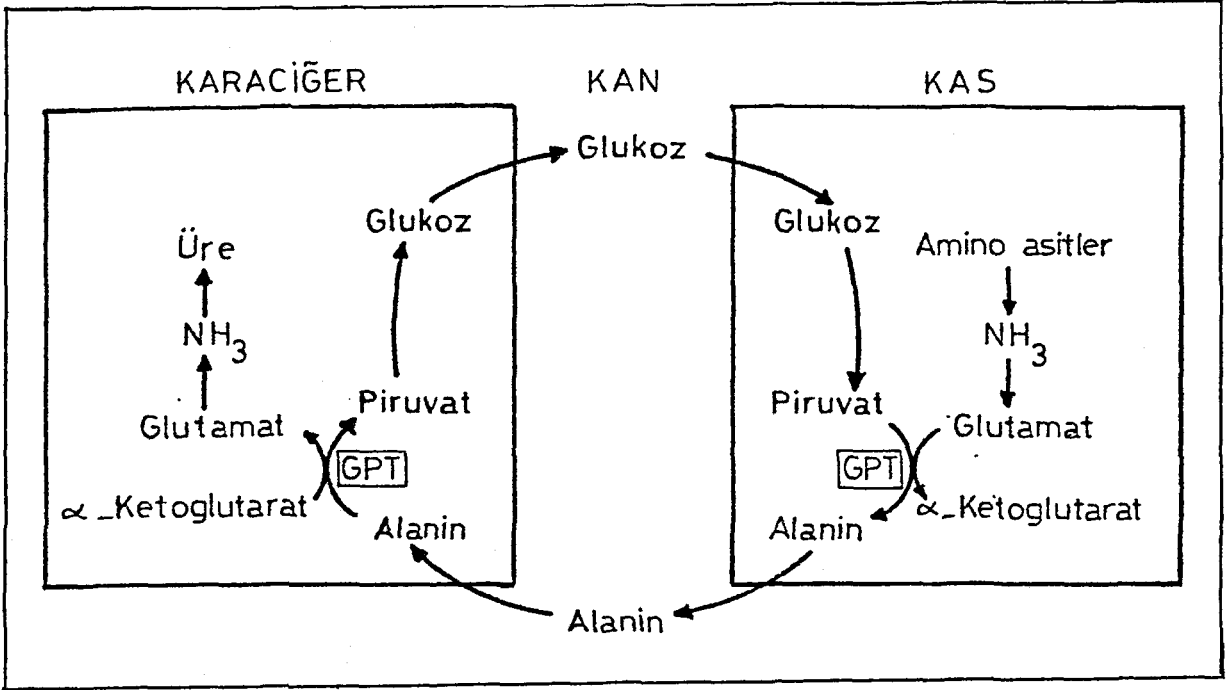 KARACİĞER KAN KAS
Glukoz
Glukoz Glukoz
Üre Amino asitler
NH3 NH3
Piruvat Piruvat
Glutamat Glutamat
GPT GPT
α-Ketoglutarat α-Ketoglutarat
Alanin Alanin
Alanin